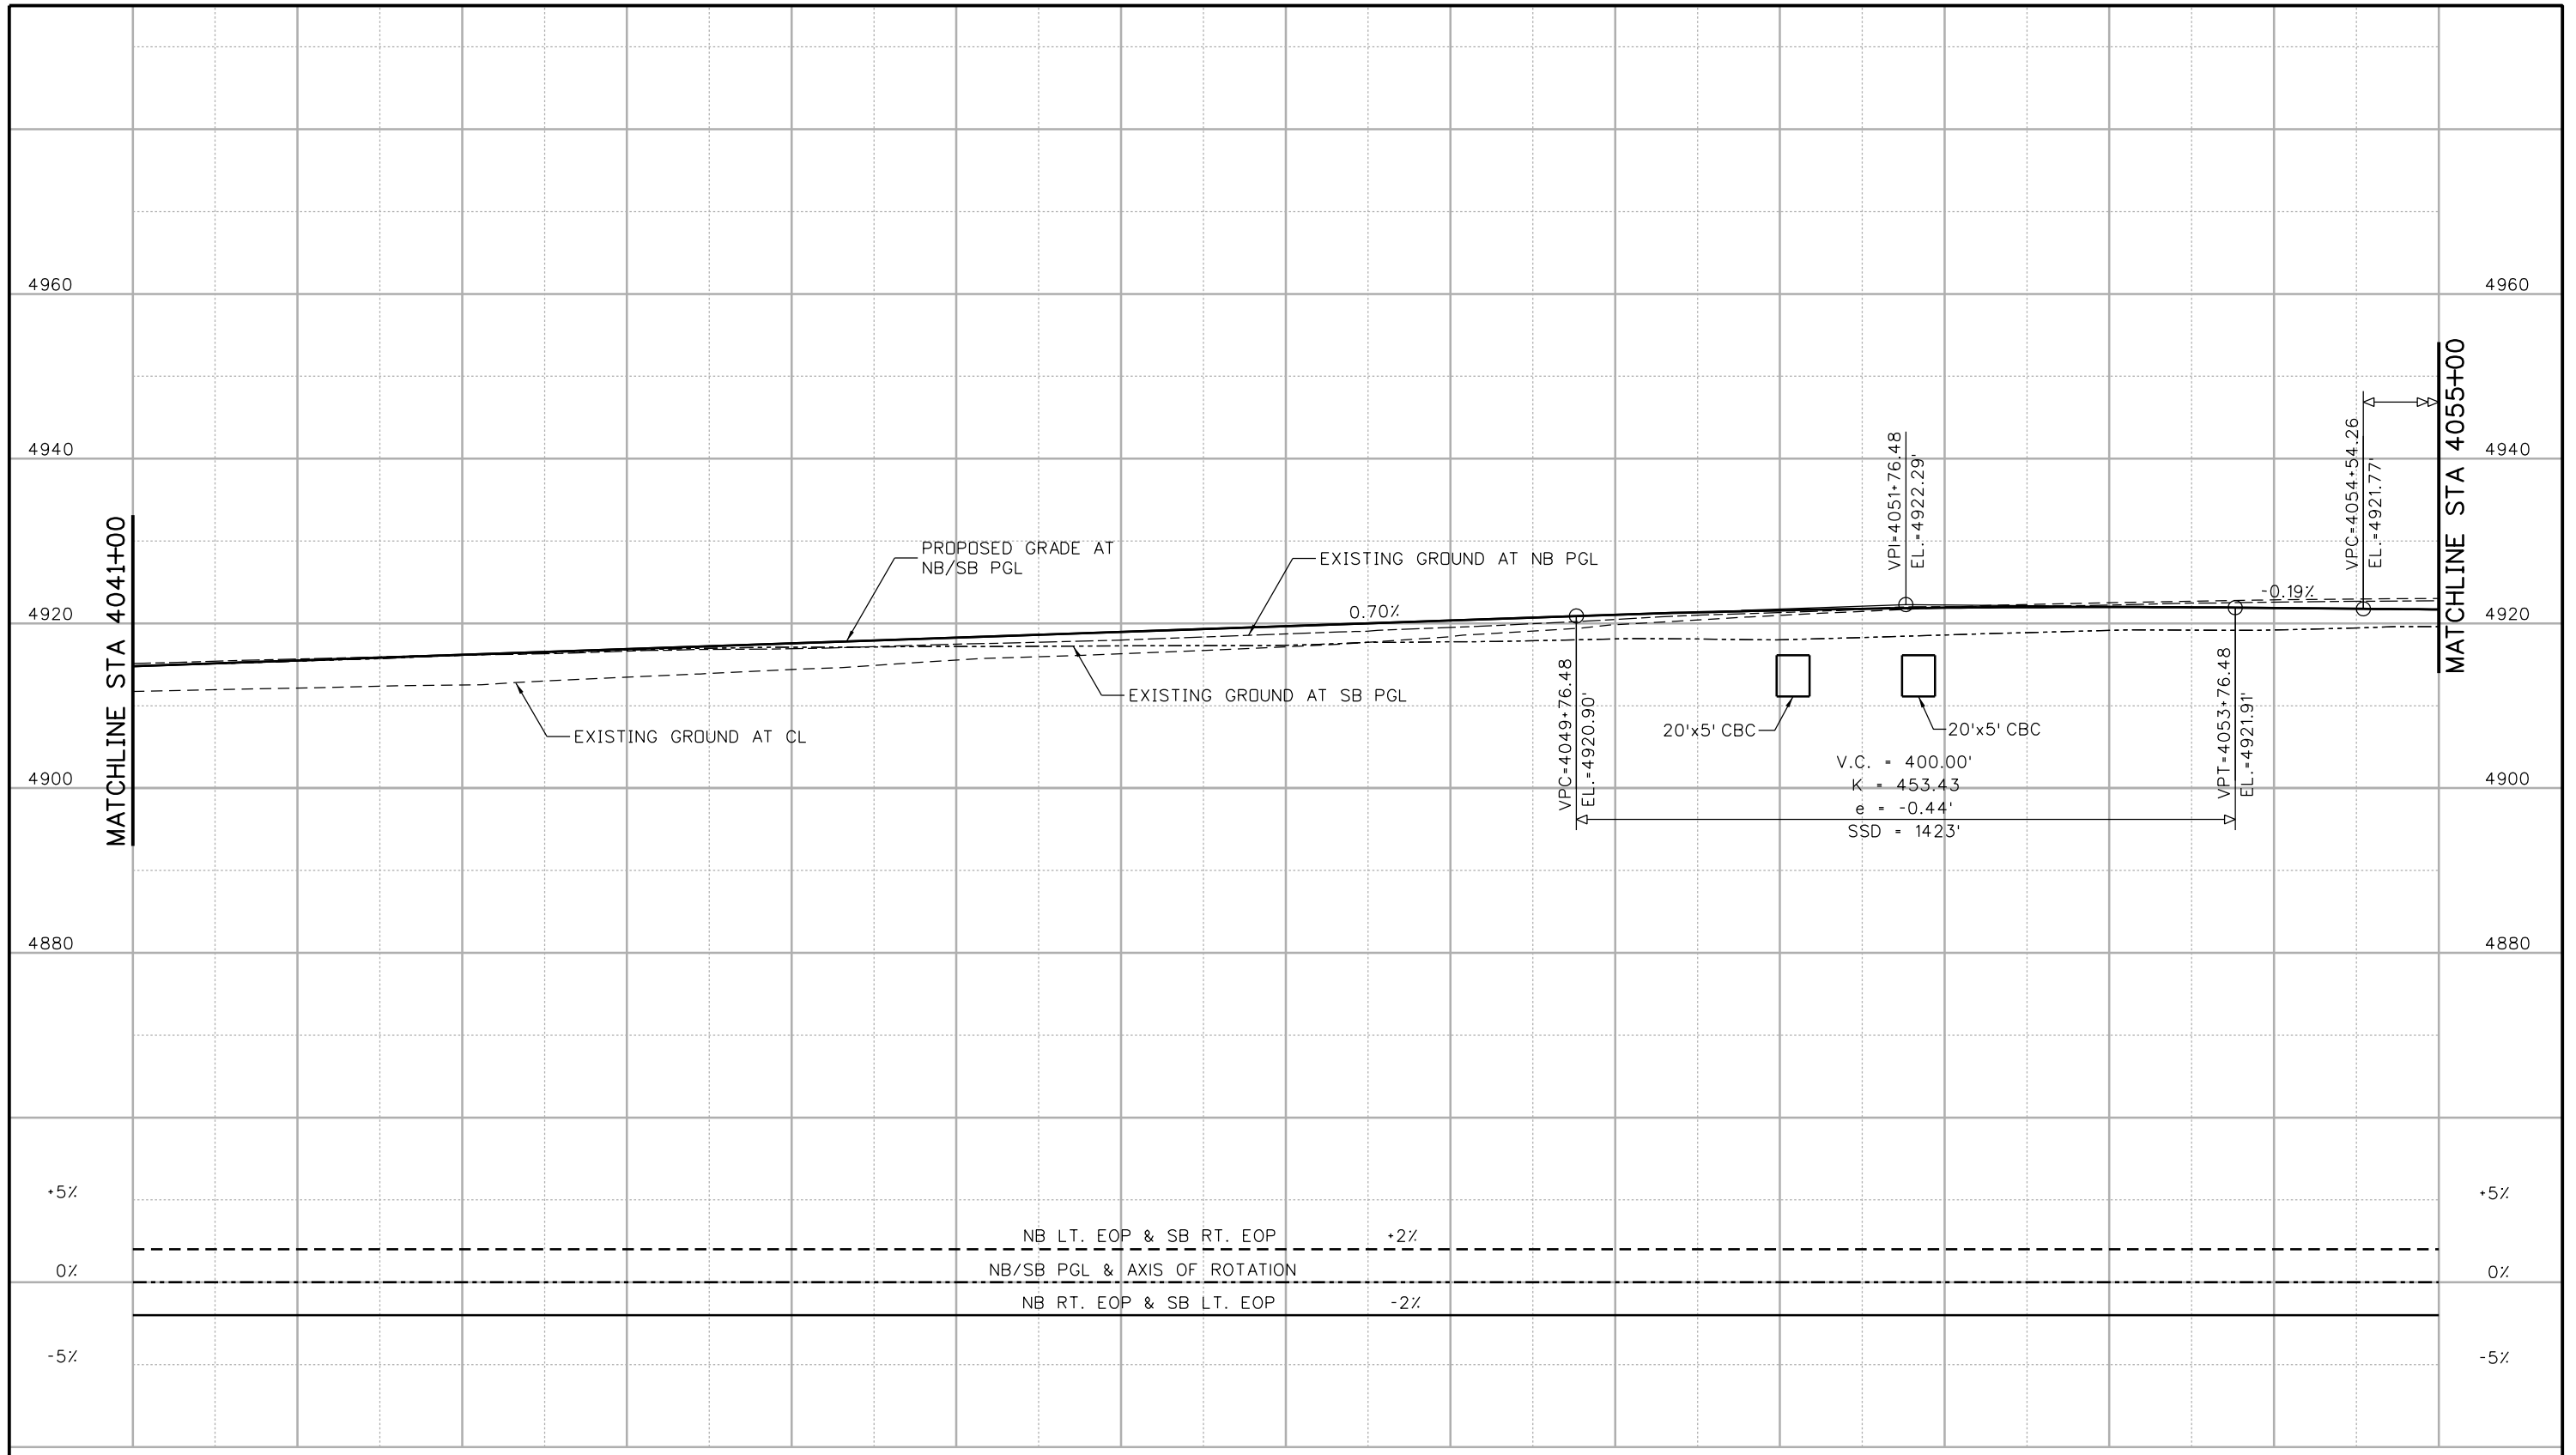 4960
4960
4940
4940
4920
4920
4900
4900
4880
4880
MATCHLINE STA 4041+00
MATCHLINE STA 4055+00
PROPOSED GRADE AT
NB/SB PGL
EXISTING GROUND AT NB PGL
0.70%
EXISTING GROUND AT SB PGL
EXISTING GROUND AT CL
VPC=4049+76.48
EL.=4920.90'
VPI=4051+76.48
EL.=4922.29'
VPT=4053+76.48
EL.=4921.91'
VPC=4054+54.26
EL.=4921.77'
-0.19%
20'x5' CBC
20'x5' CBC
V.C. = 400.00'
K = 453.43
e = -0.44'
SSD = 1423'
+5%
+5%
NB LT. EOP & SB RT. EOP +2%
0%
NB/SB PGL & AXIS OF ROTATION
0%
NB RT. EOP & SB LT. EOP -2%
-5%
-5%